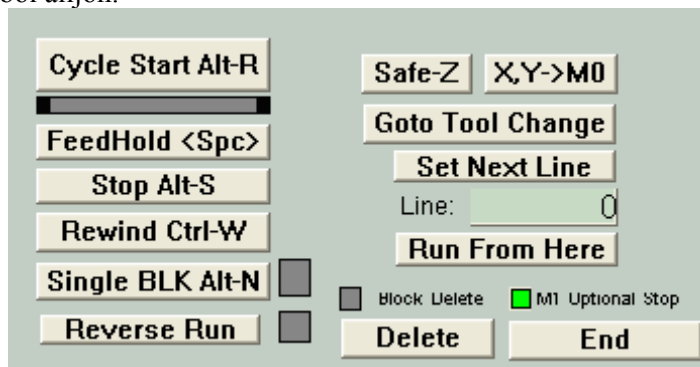 Cycle Start Alt-R
FeedHold <Spc>
Stop Alt-S
Rewind Ctrl-W
Single BLK Alt-N
Reverse Run
Safe-Z X,Y->M0
Goto Tool Change
Set Next Line
Line: 0
Run From Here
Block Delete M1 Optional Stop
Delete End